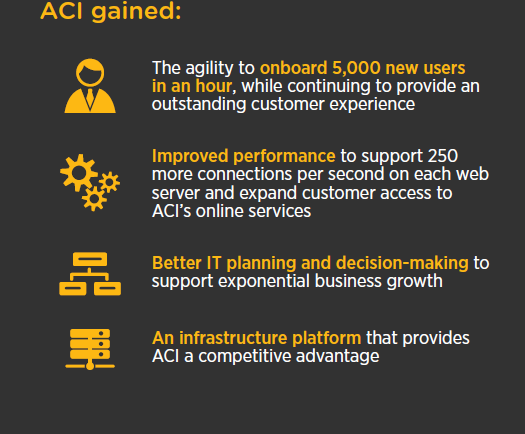 ACI gained:
The agility to onboard 5,000 new users
in an hour, while continuing to provide an
outstanding customer experience
Improved performance to support 250
more connections per second on each web
server and expand customer access to
ACI's online services
Better IT planning and decision-making to
support exponential business growth
An infrastructure platform that provides
ACI a competitive advantage